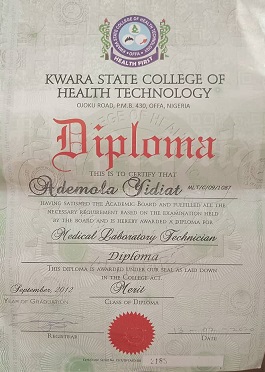 HEALTH FIRST
KWARA STATE COLLEGE OF
HEALTH TECHNOLOGY
OJOKU ROAD, P.M.B. 430, OFFA, NIGERIA
Diploma
THIS IS TO CERTIFY THAT
Ademola Yidiat
HAVING SATISFIED THE ACADEMIC BOARD AND FULFILLED ALL THE
NECESSARY REQUIREMENT BASED ON THE EXAMINATION HELD
BY THE BOARD AND IS HEREBY AWARDED A DIPLOMA FOR
Medical Laboratory Technician
Diploma
THIS DIPLOMA IS AWARDED UNDER OUR SEAL AS LAID DOWN
IN THE COLLEGE ACT.
September, 2012 Merit
YEAR OF GRADUATION CLASS OF DIPLOMA
REGISTRAR DATE